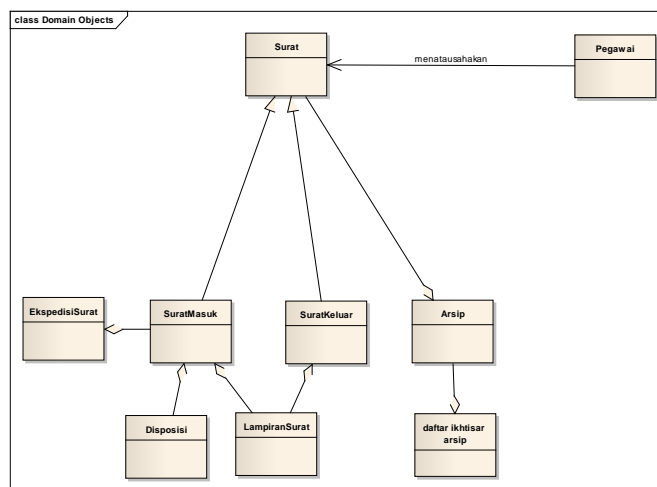 class Domain Objects
Surat
Pegawai
menatausahakan
EkspedisiSurat
SuratMasuk
SuratKeluar
Arsip
Disposisi
LampiranSurat
daftar ikhtisar
arsip